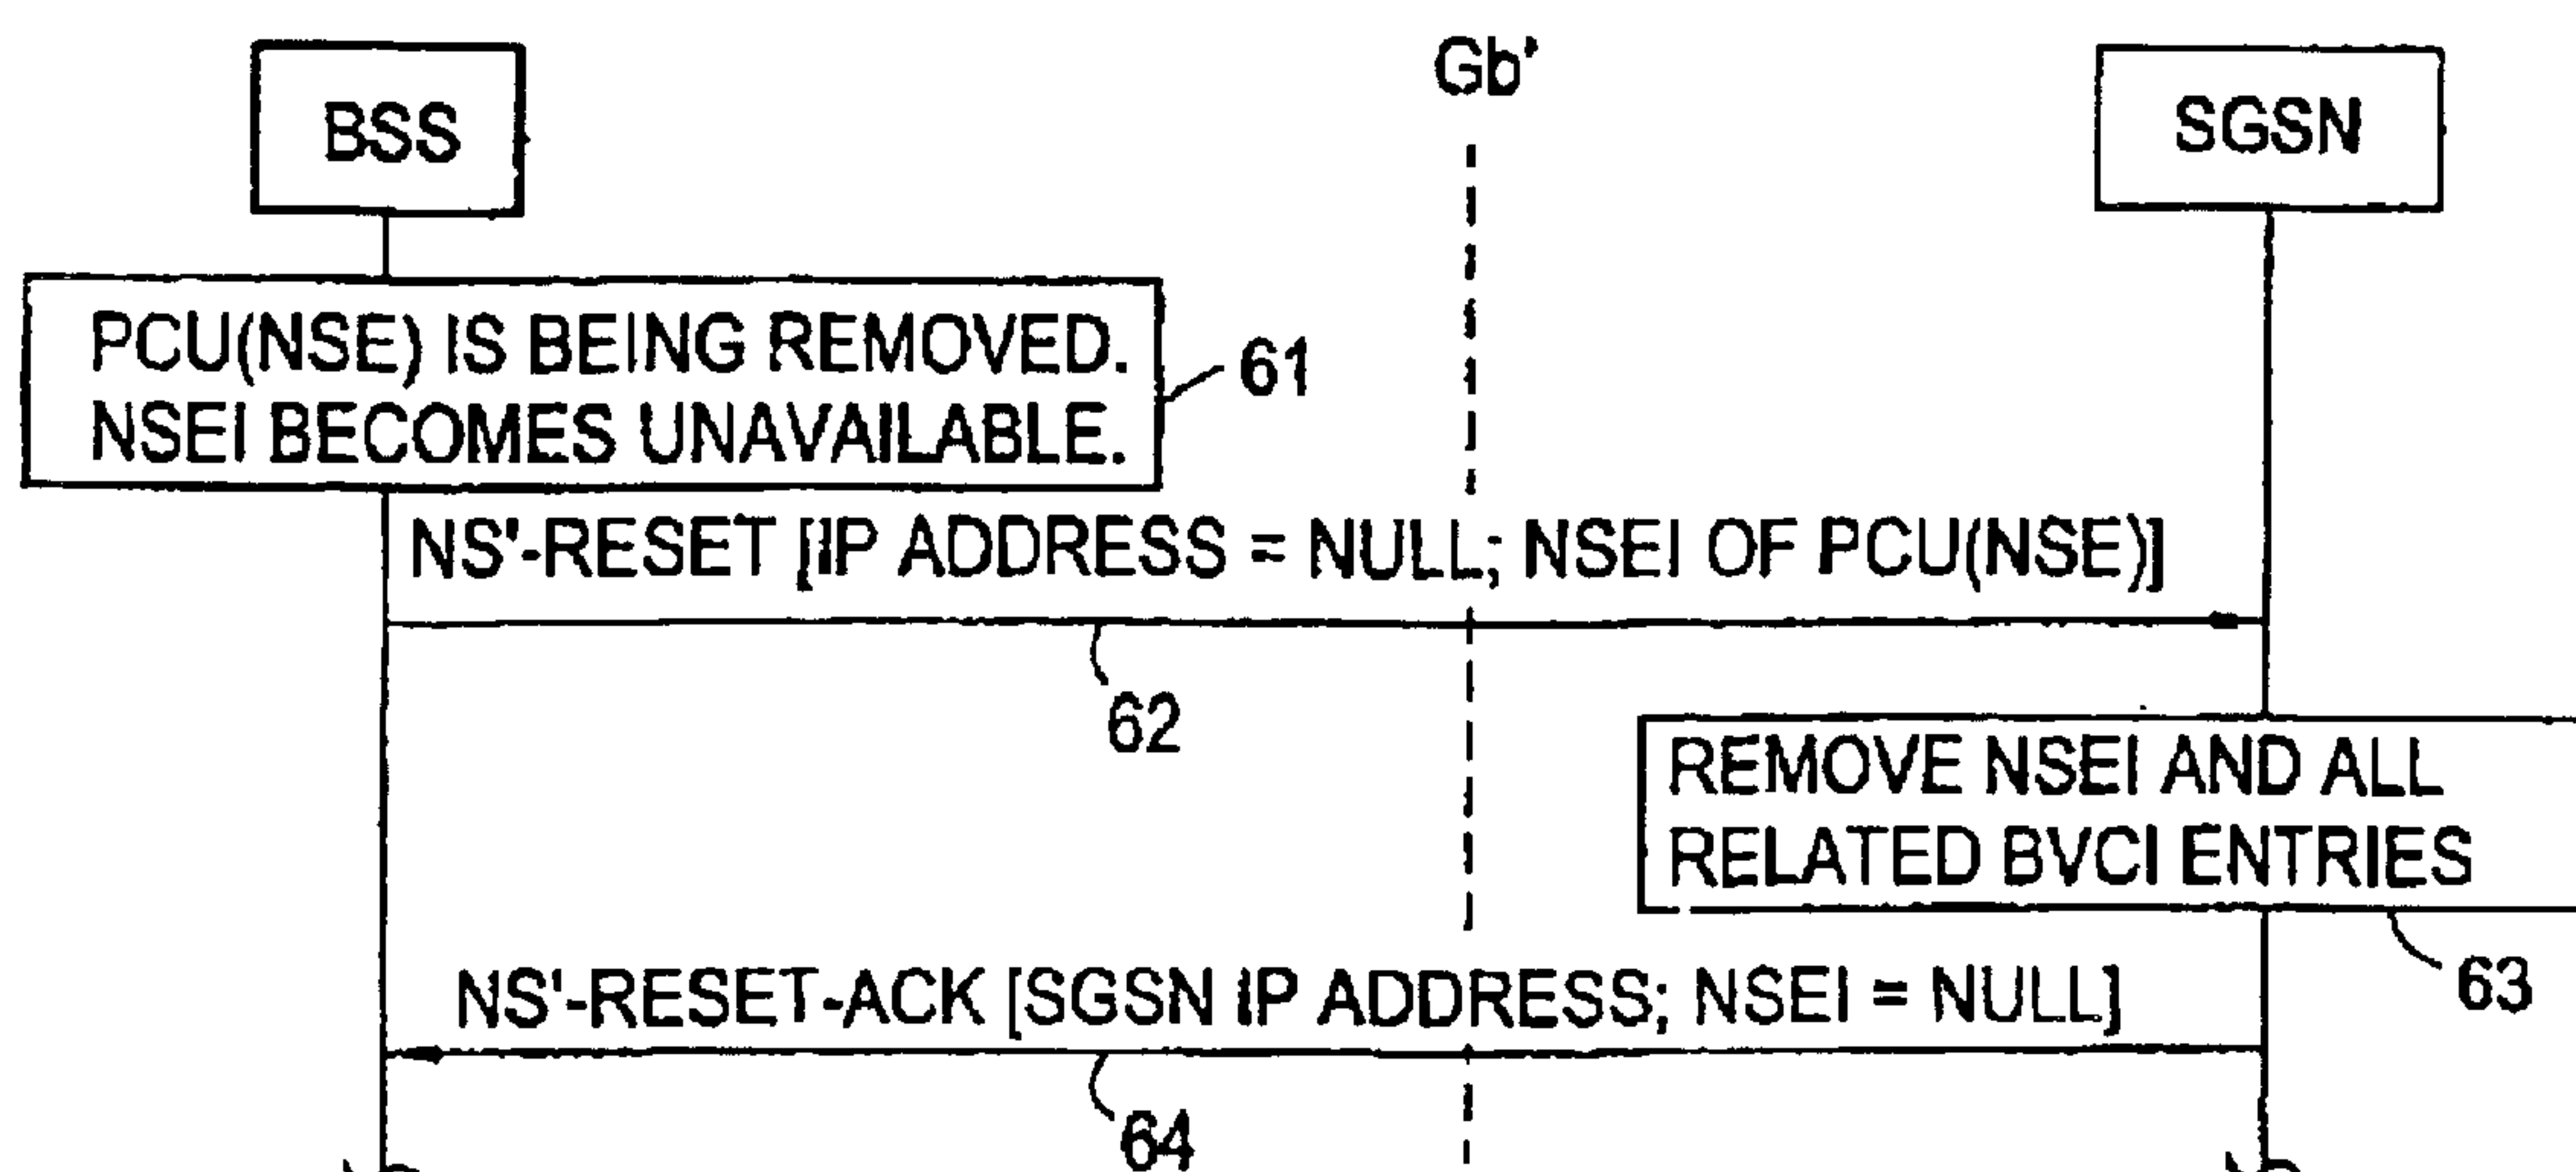 BSS
Gb'
SGSN
PCU(NSE) IS BEING REMOVED.
NSEI BECOMES UNAVAILABLE.
61
NS'-RESET [IP ADDRESS = NULL; NSEI OF PCU(NSE)]
62
REMOVE NSEI AND ALL
RELATED BVCI ENTRIES
63
NS'-RESET-ACK [SGSN IP ADDRESS; NSEI = NULL]
64